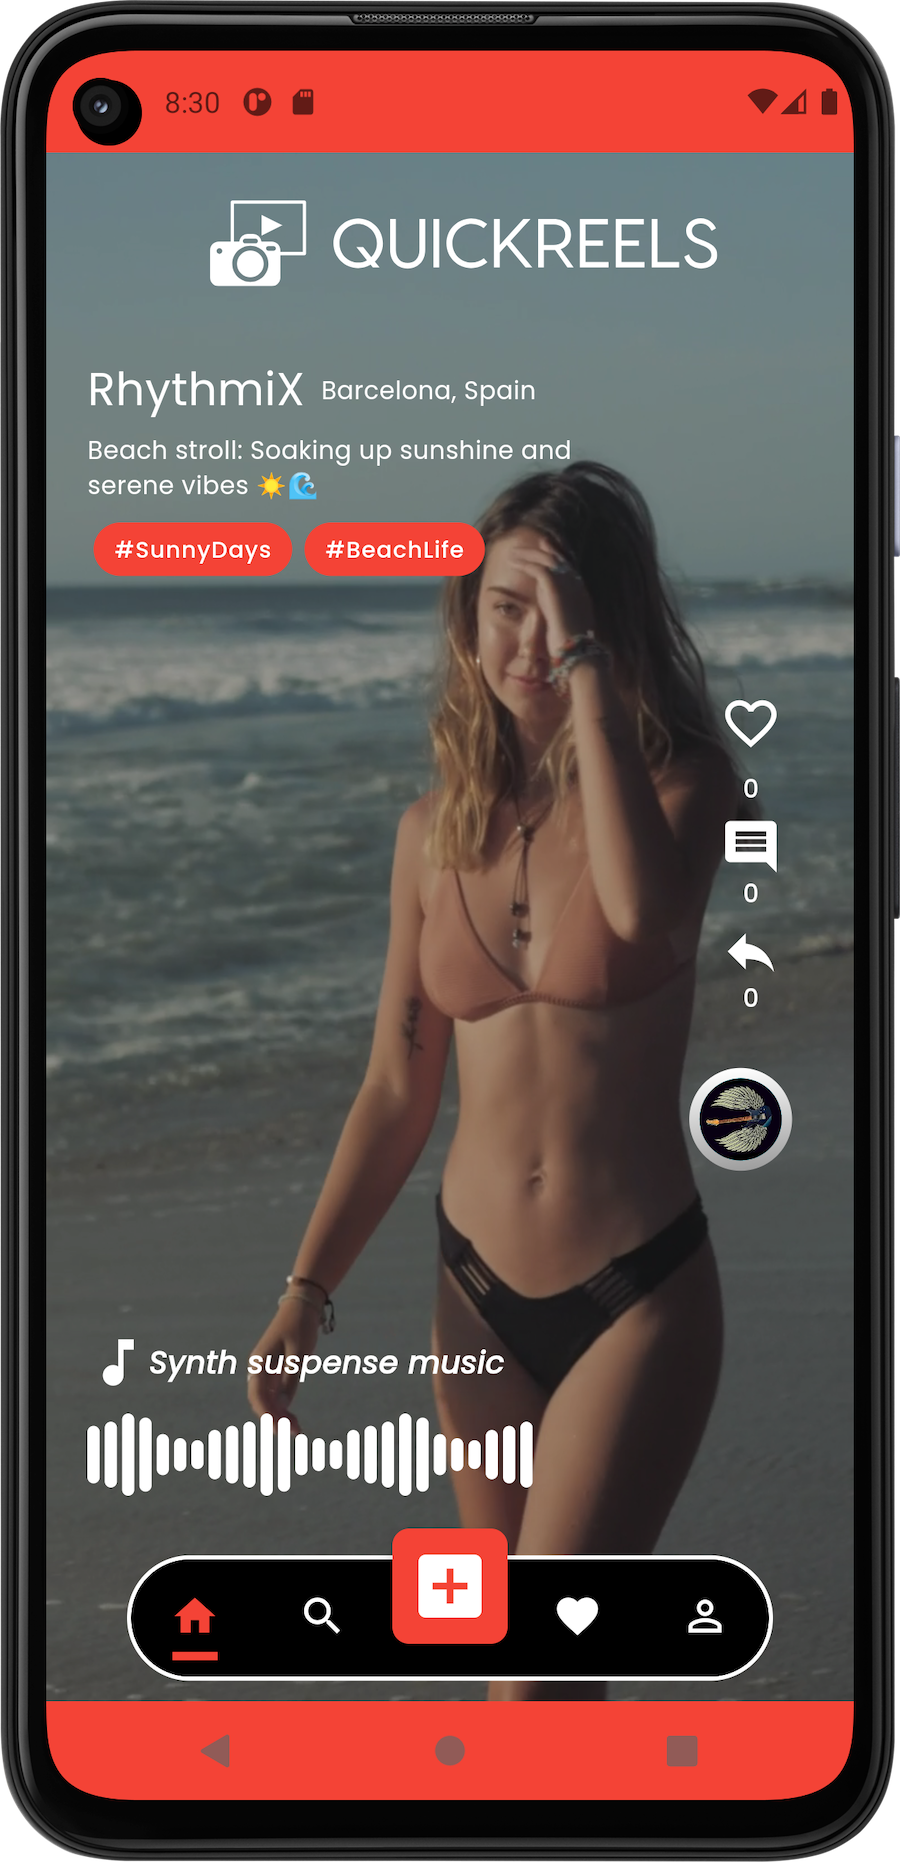 8:30
QUICKREELS
RhythmiX Barcelona, Spain
Beach stroll: Soaking up sunshine and
serene vibes ☀️🌊
#SunnyDays #BeachLife
0
0
0
Synth suspense music